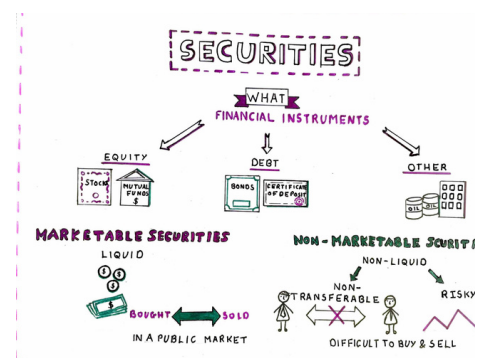 SECURITIES
WHAT
FINANCIAL INSTRUMENTS
EQUITY
DEBT
OTHER
STOCK
MUTUAL
FUNDS
$
BONDS
CERTIFICATE
OF DEPOSIT
OIL
OIL
MARKETABLE SECURITIES
NON-MARKETABLE SCURITI
LIQUID
NON-LIQUID
$
$
$
$
NON-
TRANSFERABLE
RISKY
BOUGHT
SOLD
IN A PUBLIC MARKET
DIFFICULT TO BUY & SELL